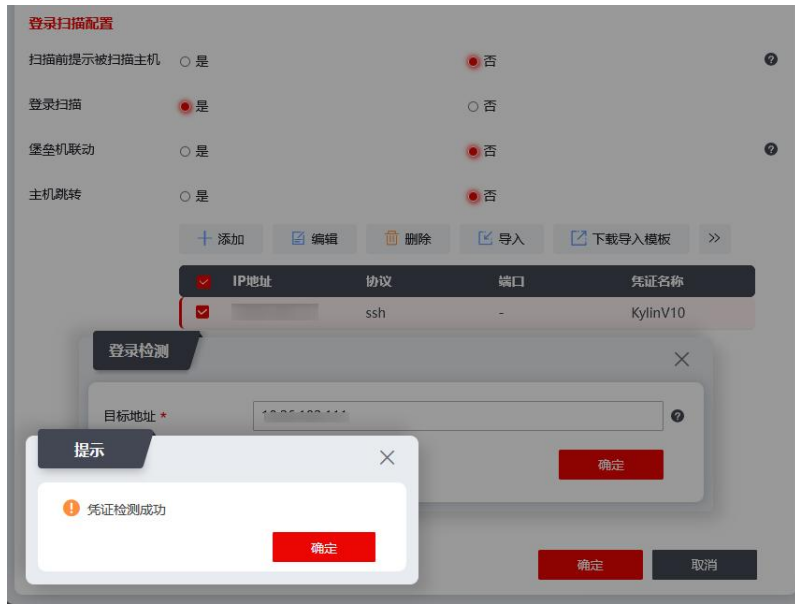 登录扫描配置
扫描前提示被扫描主机 是 否
登录扫描 是 否
堡垒机联动 是 否
主机跳转 是 否
添加 编辑 删除 导入 下载导入模板 >>
IP地址 协议 端口 凭证名称
ssh - KylinV10
登录检测
目标地址 *
确定
提示
凭证检测成功
确定
确定 取消